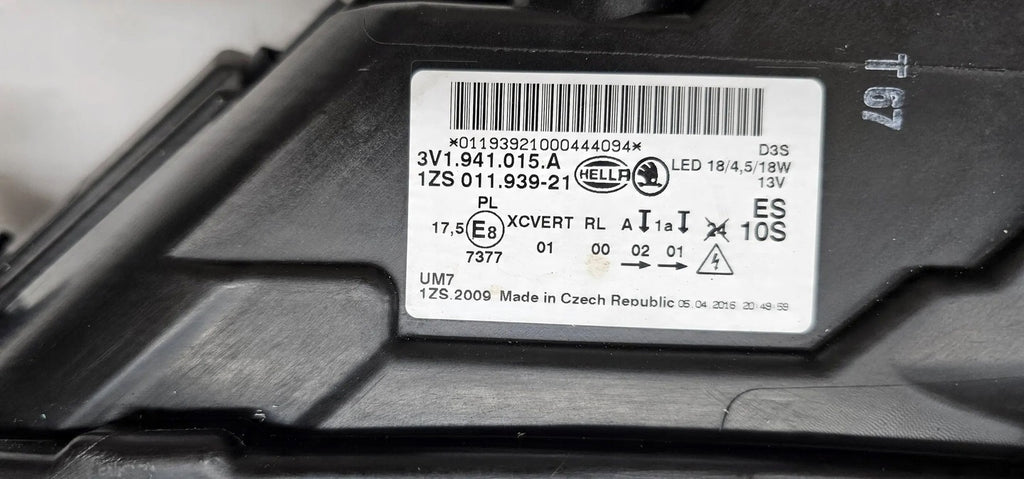 *01193921000444094*
D3S
3V1.941.015.A
HELLA
LED 18/4,5/18W
1ZS 011.939-21
13V
PL
ES
17,5 E8 XCVERT RL A 1a 24 10S
7377 01 00 02 01
UM7
1ZS.2009 Made in Czech Republic 05.04.2016 20:49:59
T 67